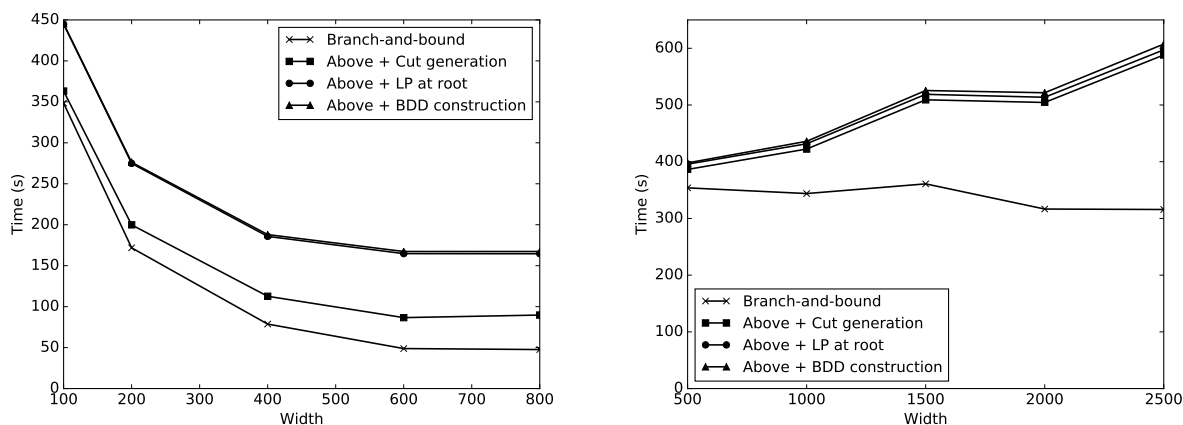 450
400
350
300
250
200
150
100
50
0
Time (s)
100 200 300 400 500 600 700 800
Width
Branch-and-bound
Above + Cut generation
Above + LP at root
Above + BDD construction
600
500
400
300
200
100
0
Time (s)
500 1000 1500 2000 2500
Width
Branch-and-bound
Above + Cut generation
Above + LP at root
Above + BDD construction